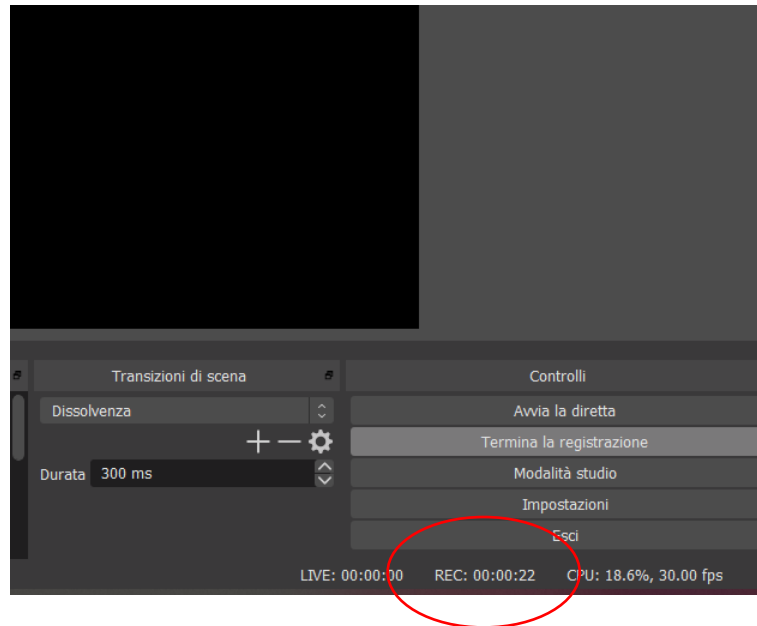 Transizioni di scena
Controlli
Dissolvenza
Avvia la diretta
Termina la registrazione
Durata 300 ms
Modalità studio
Impostazioni
Esci
LIVE: 00:00:00 REC: 00:00:22 CPU: 18.6%, 30.00 fps